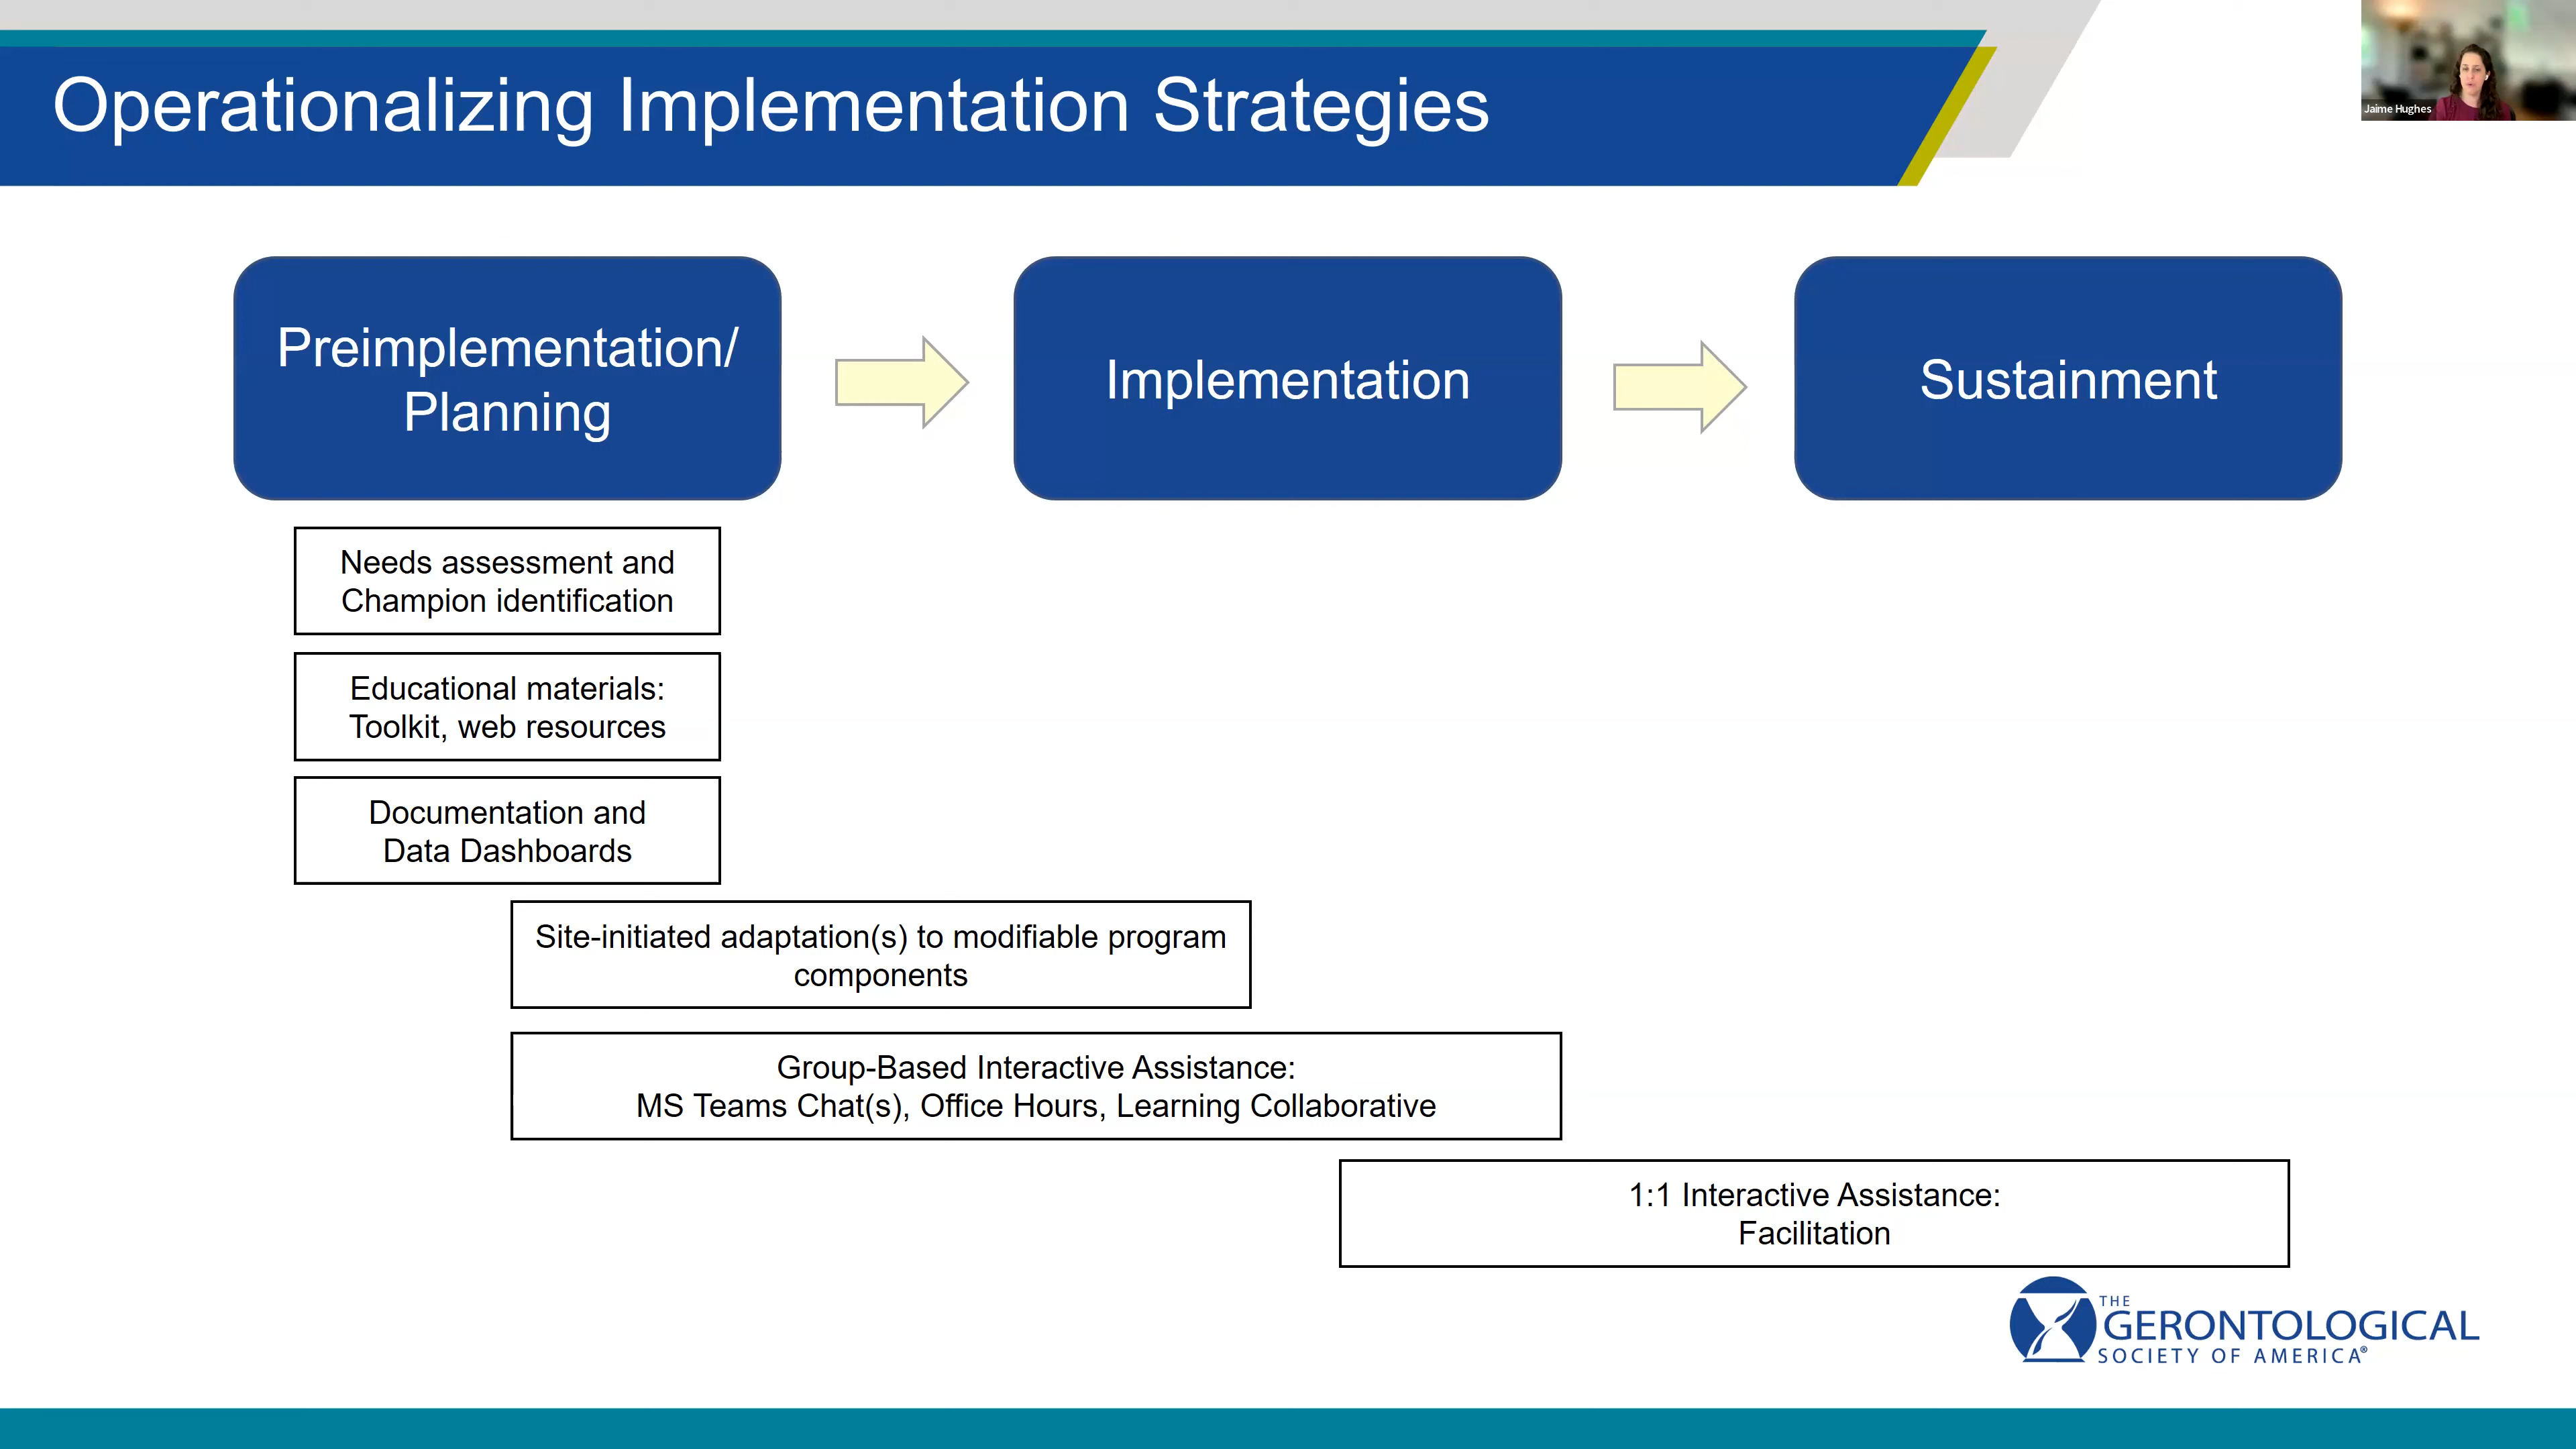 Operationalizing Implementation Strategies
Jaime Hughes
Preimplementation/
Planning
Implementation
Sustainment
Needs assessment and
Champion identification
Educational materials:
Toolkit, web resources
Documentation and
Data Dashboards
Site-initiated adaptation(s) to modifiable program
components
Group-Based Interactive Assistance:
MS Teams Chat(s), Office Hours, Learning Collaborative
1:1 Interactive Assistance:
Facilitation
THE
GERONTOLOGICAL
SOCIETY OF AMERICA®